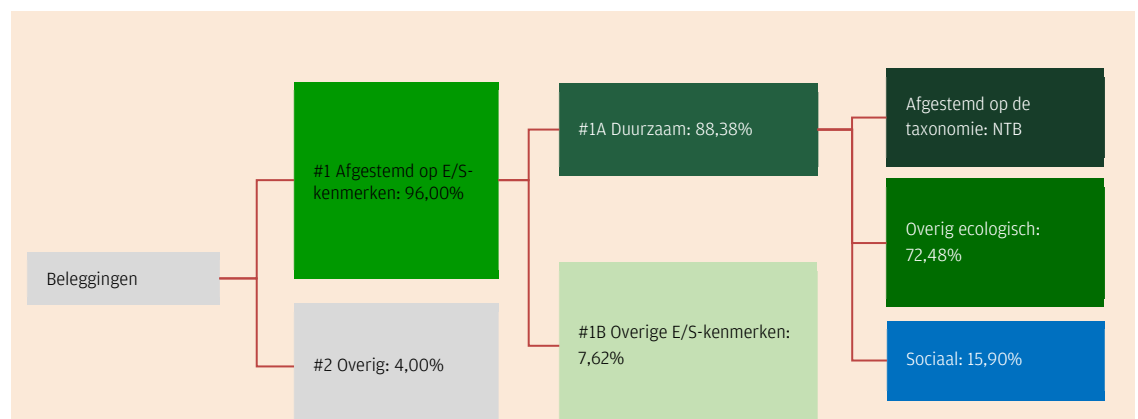 Beleggingen
#1 Afgestemd op E/S-
kenmerken: 96,00%
#2 Overig: 4,00%
#1A Duurzaam: 88,38%
#1B Overige E/S-kenmerken:
7,62%
Afgestemd op de
taxonomie: NTB
Overig ecologisch:
72,48%
Sociaal: 15,90%